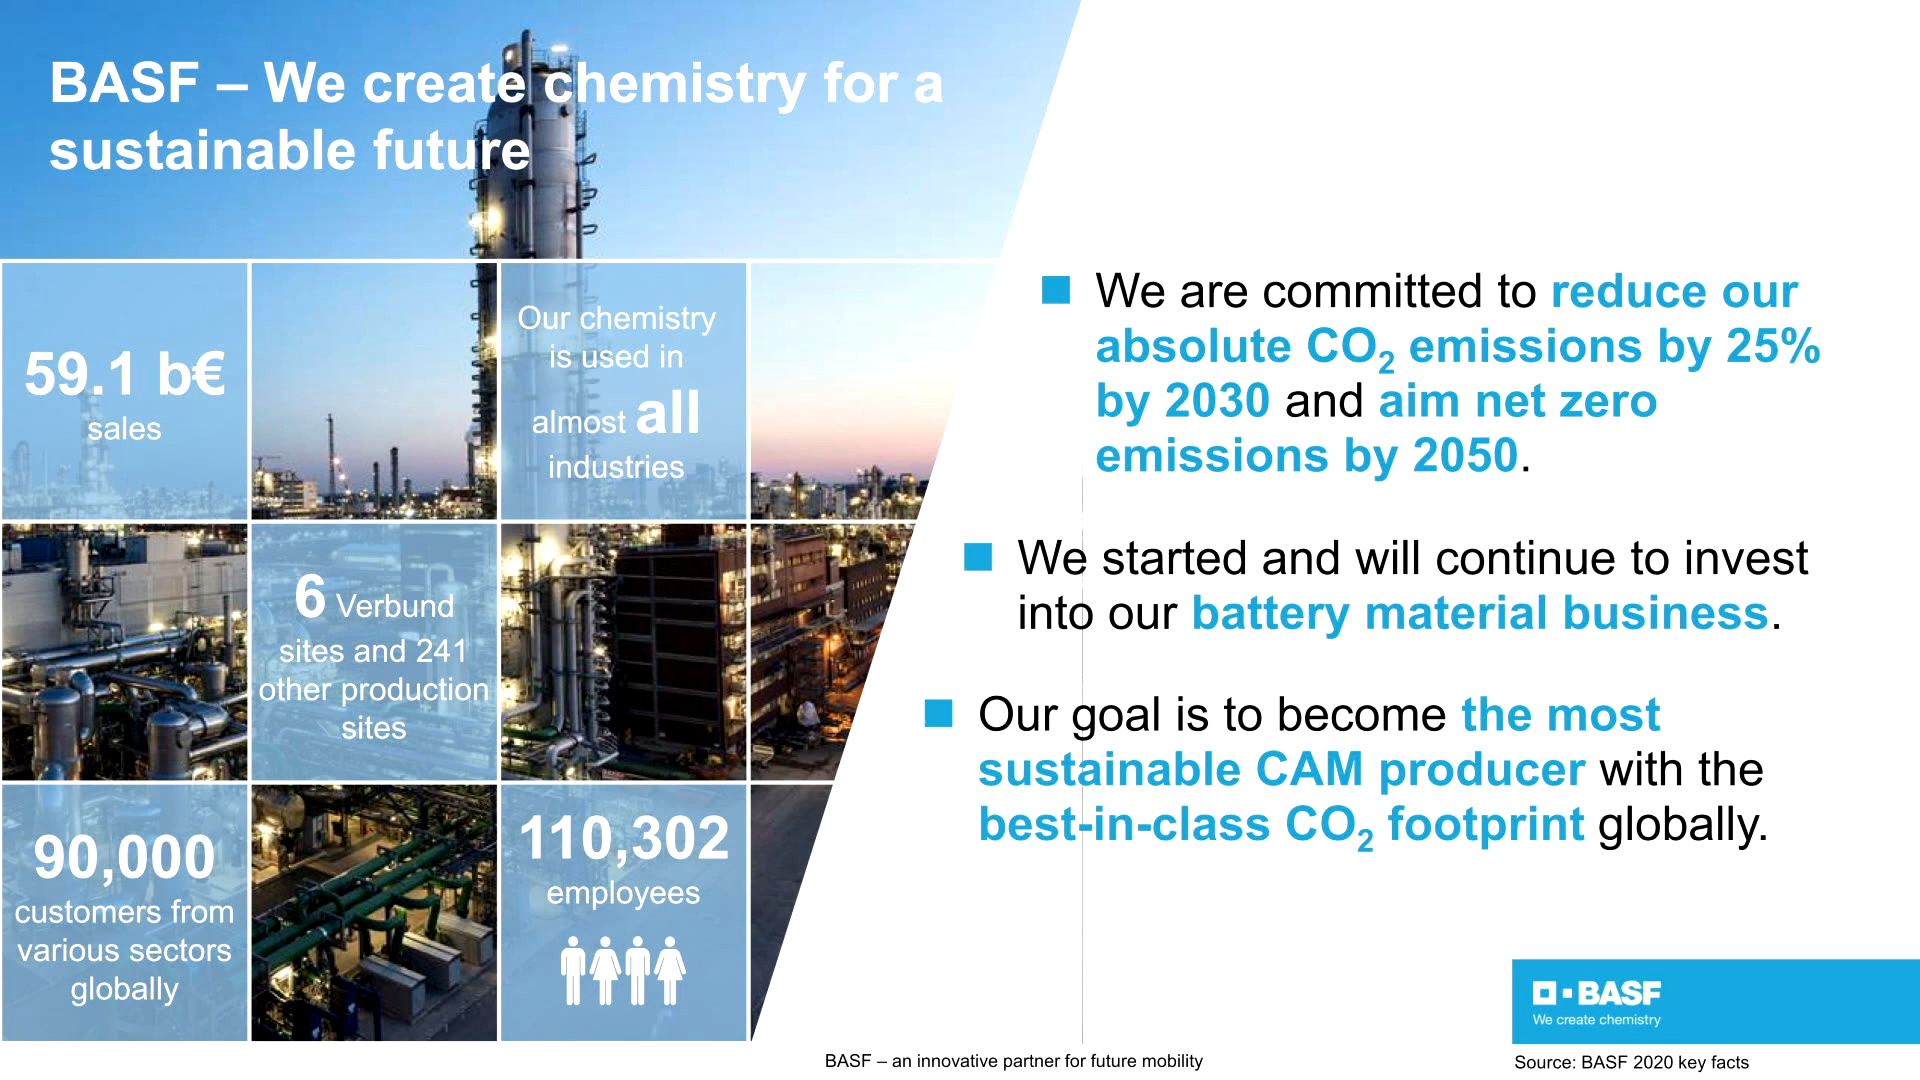 BASF – We create chemistry for a
sustainable future
59.1 b€
sales
Our chemistry
is used in
almost all
industries
6 Verbund
sites and 241
other production
sites
90,000
customers from
various sectors
globally
110,302
employees
■ We are committed to reduce our
absolute CO₂ emissions by 25%
by 2030 and aim net zero
emissions by 2050.
■ We started and will continue to invest
into our battery material business.
■ Our goal is to become the most
sustainable CAM producer with the
best-in-class CO₂ footprint globally.
BASF
We create chemistry
BASF – an innovative partner for future mobility
Source: BASF 2020 key facts